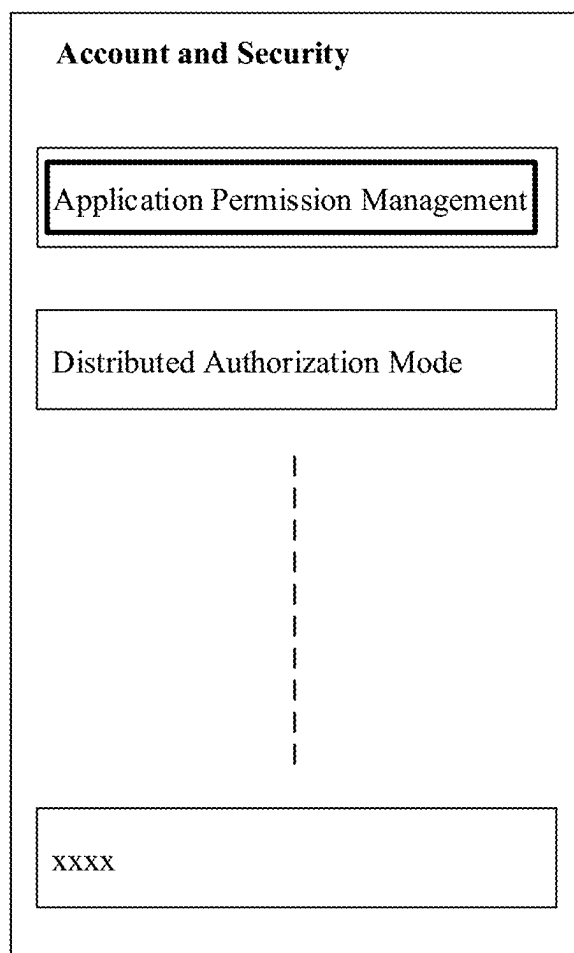 Account and Security
Application Permission Management
Distributed Authorization Mode
xxxx